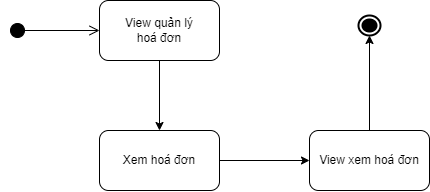 View quản lý
hoá đơn
Xem hoá đơn
View xem hoá đơn